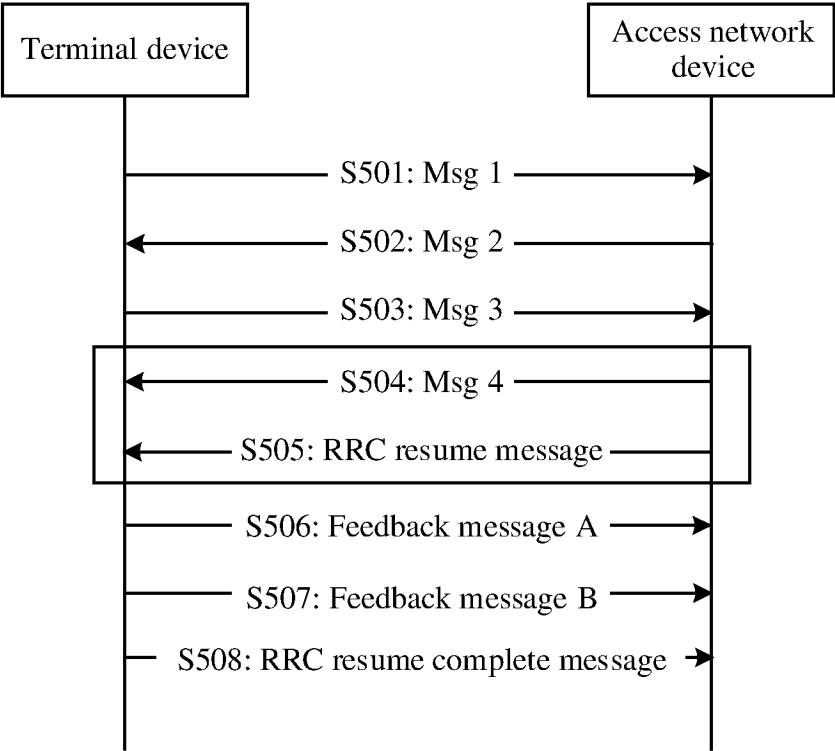 Terminal device
Access network
device
S501: Msg 1
S502: Msg 2
S503: Msg 3
S504: Msg 4
S505: RRC resume message
S506: Feedback message A
S507: Feedback message B
S508: RRC resume complete message